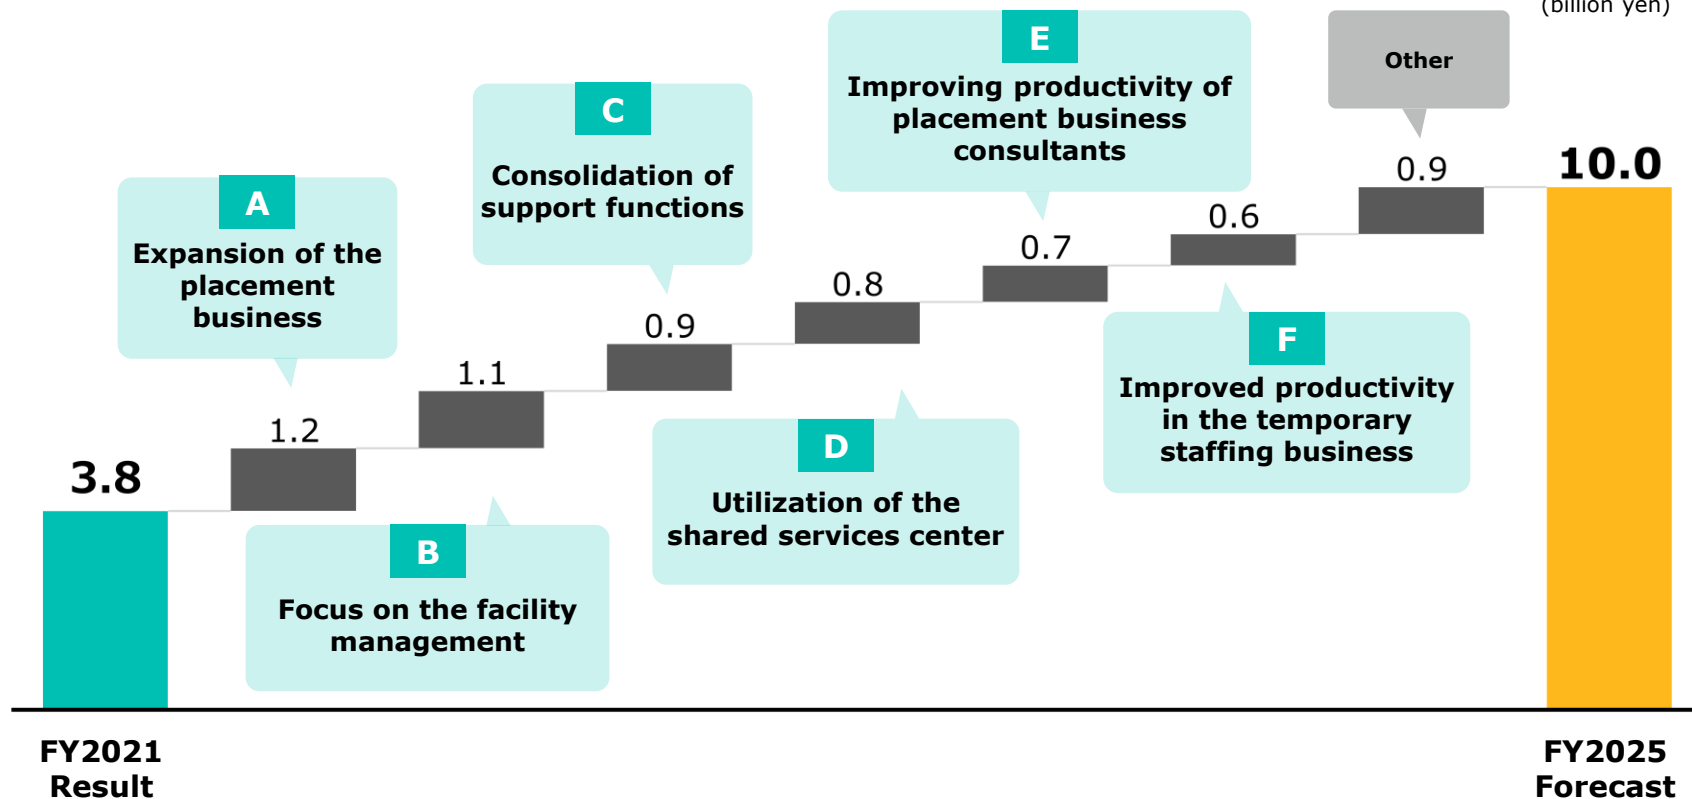 (billion yen)
E
Improving productivity of
placement business
consultants
Other
C
Consolidation of
support functions
A
Expansion of the
placement
business
10.0
0.9
0.6
0.7
0.8
0.9
1.1
1.2
3.8
F
Improved productivity
in the temporary
staffing business
D
Utilization of the
shared services center
B
Focus on the facility
management
FY2021
Result
FY2025
Forecast